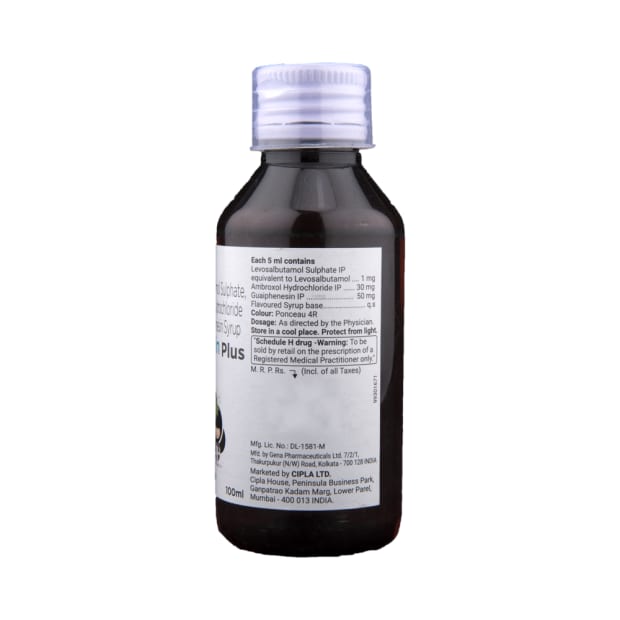 Sulphate,
Syrup
Plus
100ml
Each 5 ml contains
Levosalbutamol Sulphate IP
equivalent to Levosalbutamol .... 1 mg
Ambroxol Hydrochloride IP ...... 30 mg
Guaiphenesin IP ................... 50 mg
Flavoured Syrup base................ q.s
Colour: Ponceau 4R
Dosage: As directed by the Physician.
Store in a cool place. Protect from light.
"Schedule H drug -Warning: To be
sold by retail on the prescription of a
Registered Medical Practitioner only."
M. R. P. Rs. (Incl. of all Taxes)
Mfg. Lic. No.: DL-1581-M
Mfd. by Gena Pharmaceuticals Ltd. 7/2/1,
Thakurpukur (N/W) Road, Kolkata - 700 128 INDIA
Marketed by CIPLA LTD.
Cipla House, Peninsula Business Park,
Ganpatrao Kadam Marg, Lower Parel,
Mumbai - 400 013 INDIA.